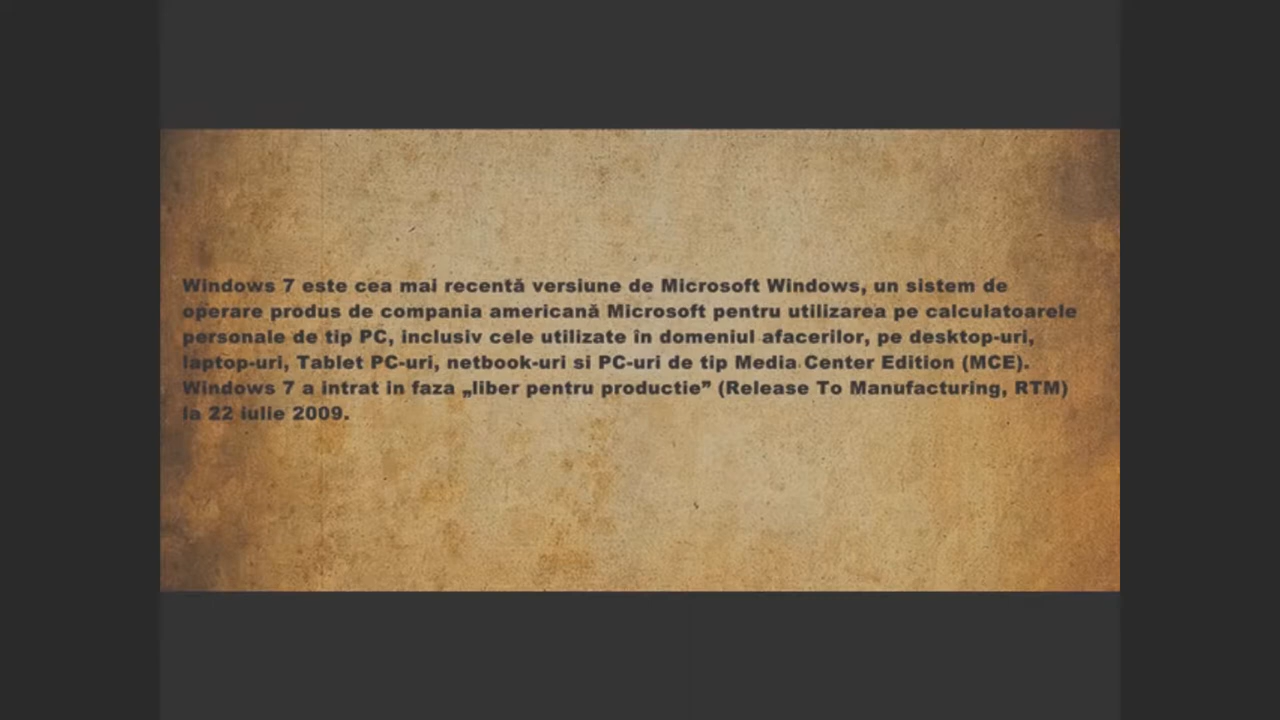 Windows 7 este cea mai recentă versiune de Microsoft Windows, un sistem de
operare produs de compania americană Microsoft pentru utilizarea pe calculatoarele
personale de tip PC, inclusiv cele utilizate în domeniul afacerilor, pe desktop-uri,
laptop-uri, Tablet PC-uri, netbook-uri si PC-uri de tip Media Center Edition (MCE).
Windows 7 a intrat in faza „liber pentru productie” (Release To Manufacturing, RTM)
la 22 iulie 2009.